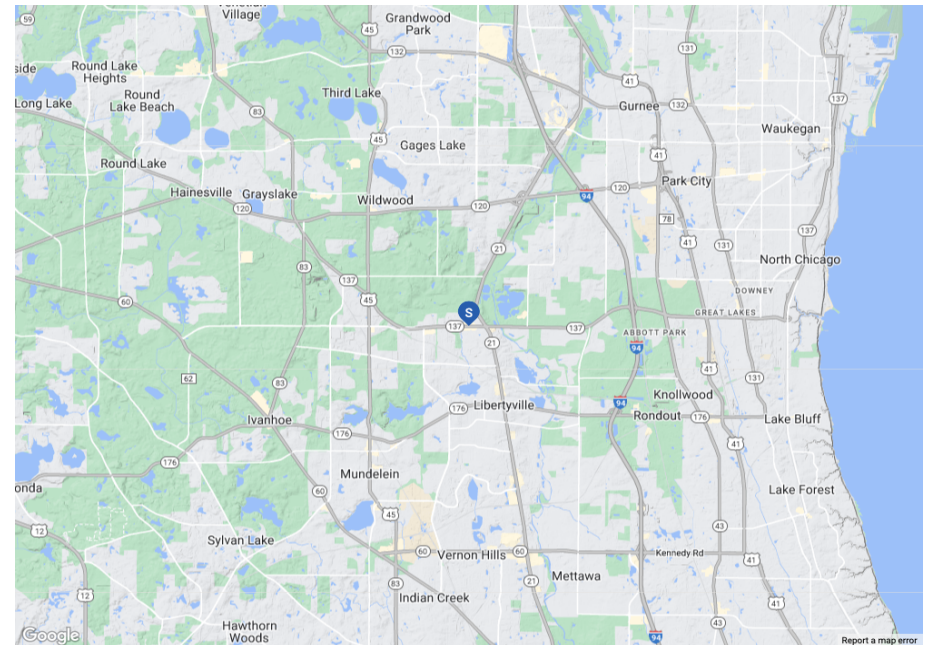 Village
59
Grandwood
Park
45
131
132
side
Round Lake
Heights
41
Long Lake
Round
Lake Beach
Third Lake
Gurnee
132
137
83
Waukegan
45
Gages Lake
41
Round Lake
Hainesville
Grayslake
120
Wildwood
120
94
120
Park City
78
137
21
41
131
North Chicago
83
137
45
DOWNEY
60
S
GREAT LAKES
137
137
21
ABBOTT PARK
94
41
62
83
131
94
Knollwood
Ivanhoe
176
Libertyville
Rondout
176
Lake Bluff
176
41
176
Mundelein
onda
60
Lake Forest
45
12
43
Sylvan Lake
60
Vernon Hills
60
Kennedy Rd
41
12
83
21
Mettawa
Indian Creek
41
Hawthorn
Woods
43
94
Google
Report a map error